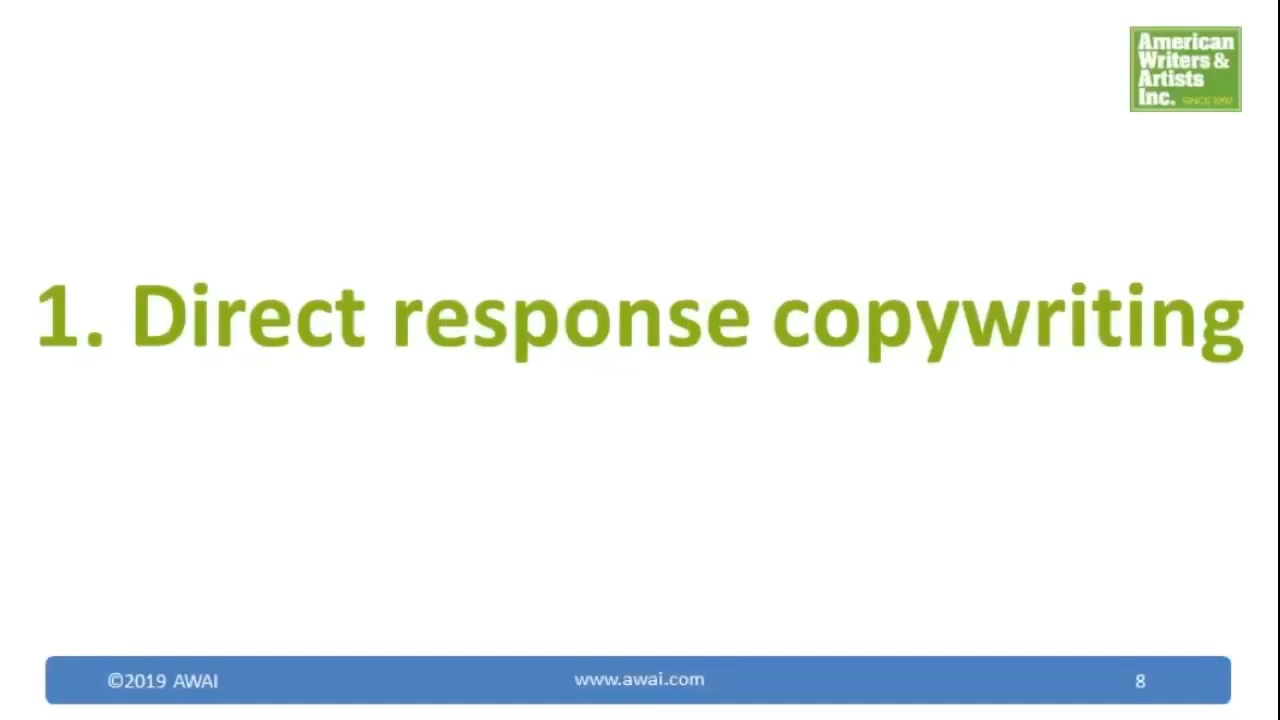 American
Writers &
Artists
Inc. SINCE 1997
1. Direct response copywriting
©2019 AWAI
www.awai.com
8